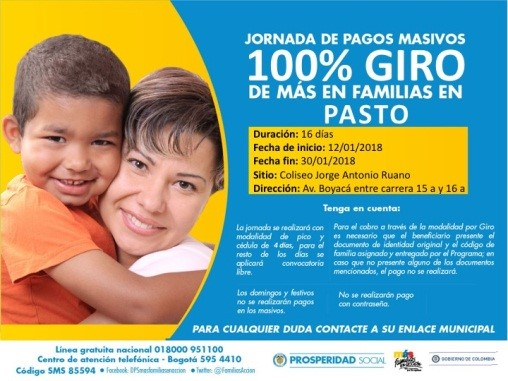 JORNADA DE PAGOS MASIVOS
100% GIRO
DE MÁS EN FAMILIAS EN
PASTO
Duración: 16 días
Fecha de inicio: 12/01/2018
Fecha fin: 30/01/2018
Sitio: Coliseo Jorge Antonio Ruano
Dirección: Av. Boyacá entre carrera 15 a y 16 a
Tenga en cuenta:
La jornada se realizará con
modalidad de pico y
cédula de 4 días, para el
resto de los días se
aplicará convocatoria
libre.
Los domingos y festivos
no se realizarán pagos
en los masivos.
Para el cobro a través de la modalidad por Giro
es necesario que el beneficiario presente el
documento de identidad original y el código de
familia asignado y entregado por el Programa; en
caso que no presente alguno de los documentos
mencionados, el pago no se realizará.
No se realizarán pago
con contraseña.
PARA CUALQUIER DUDA CONTACTE A SU ENLACE MUNICIPAL
Línea gratuita nacional 018000 951100
Centro de atención telefónica - Bogotá 595 4410
Código SMS 85594 • Facebook: DPSmasfamiliasenaccion • Twitter: @FamiliasAccion
PROSPERIDAD SOCIAL
GOBIERNO DE COLOMBIA